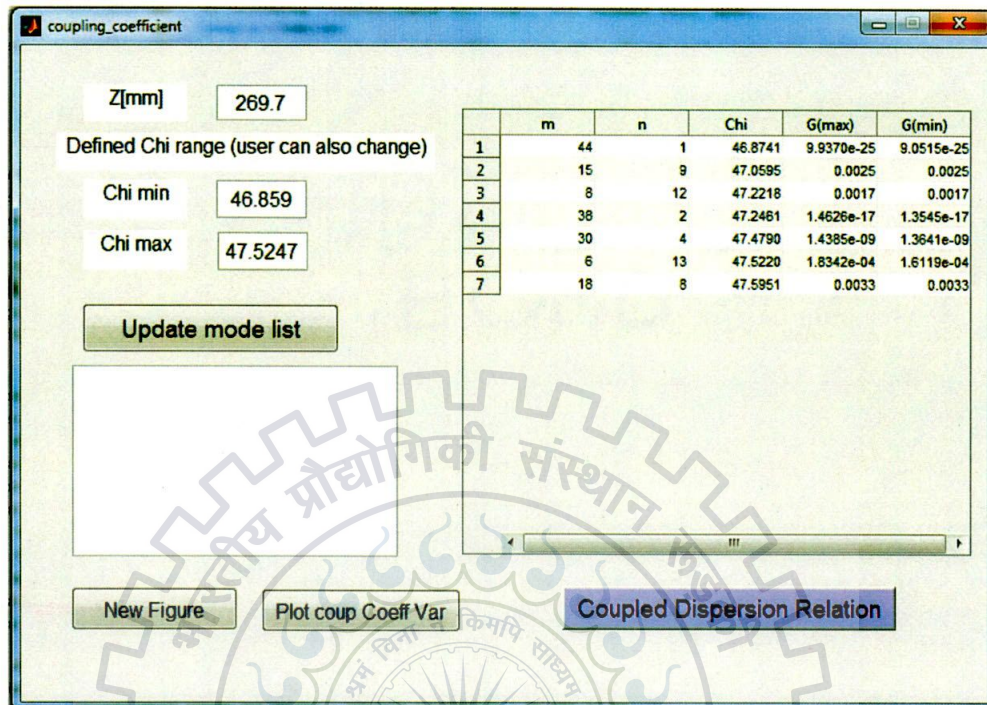 coupling_coefficient
Z[mm] 269.7
Defined Chi range (user can also change)
Chi min 46.859
Chi max 47.5247
Update mode list
m n Chi G(max) G(min)
1 44 1 46.8741 9.9370e-25 9.0515e-25
2 15 9 47.0595 0.0025 0.0025
3 8 12 47.2218 0.0017 0.0017
4 38 2 47.2461 1.4626e-17 1.3545e-17
5 30 4 47.4790 1.4385e-09 1.3641e-09
6 6 13 47.5220 1.8342e-04 1.6119e-04
7 18 8 47.5951 0.0033 0.0033
New Figure
Plot coup Coeff Var
Coupled Dispersion Relation
भारतीय प्रौद्योगिकी संस्थान रुड़की
श्रमं विना न किमपि साध्यम्